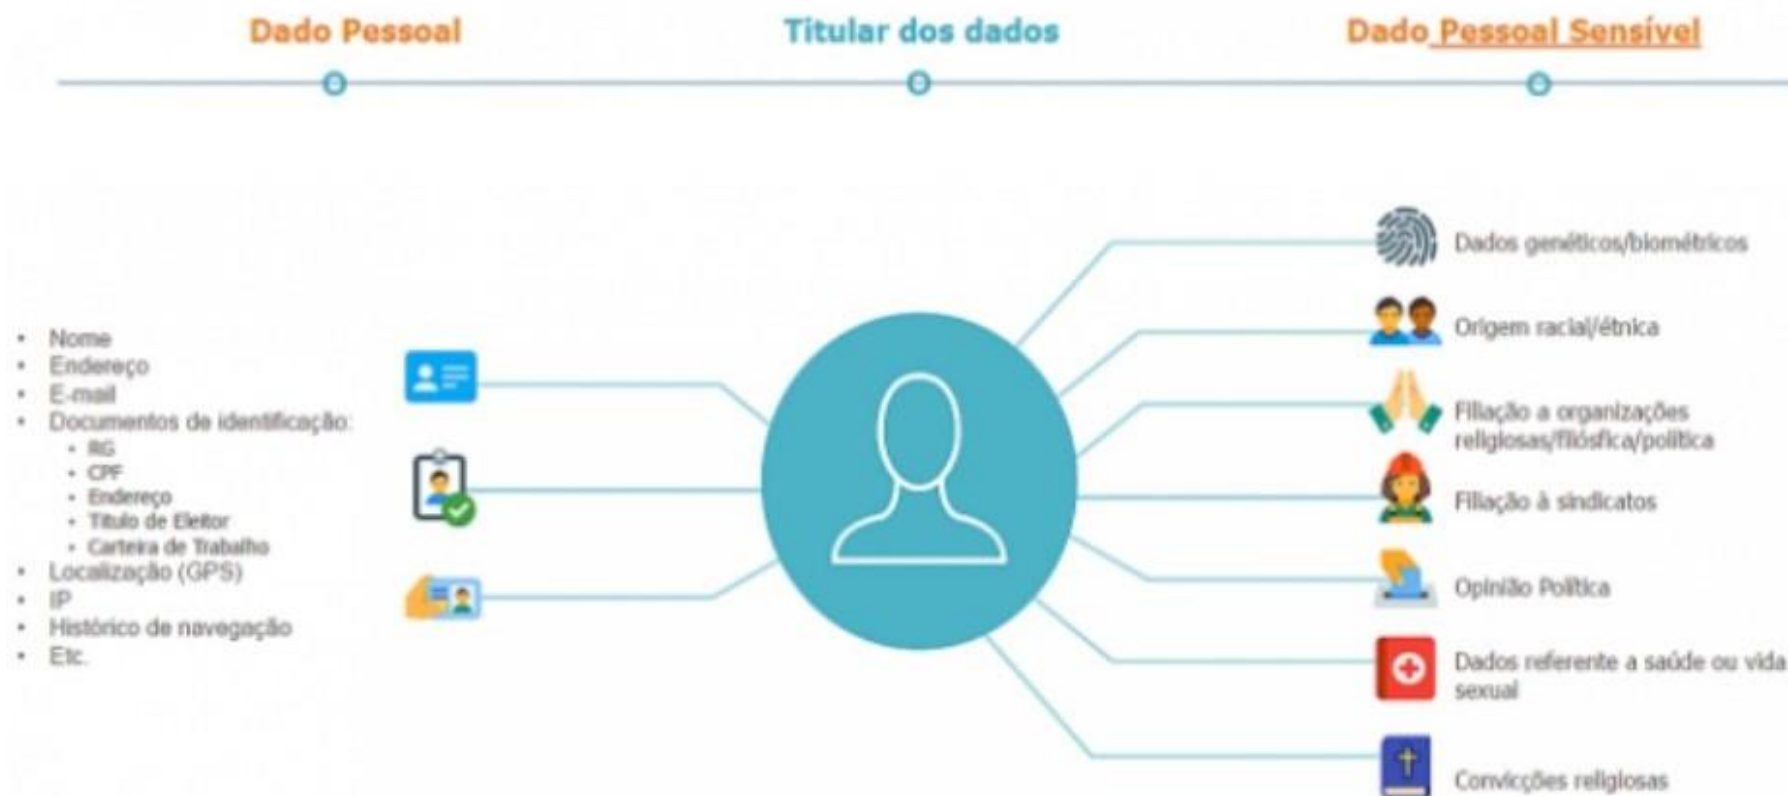 Dado Pessoal
Titular dos dados
Dado Pessoal Sensível
• Nome
• Endereço
• E-mail
• Documentos de identificação:
• RG
• CPF
• Endereço
• Título de Eleitor
• Carteira de Trabalho
• Localização (GPS)
• IP
• Histórico de navegação
• Etc.
Dados genéticos/biométricos
Origem racial/étnica
Filiação a organizações
religiosas/filósfica/política
Filiação à sindicatos
Opinião Política
Dados referente a saúde ou vida
sexual
Convicções religiosas